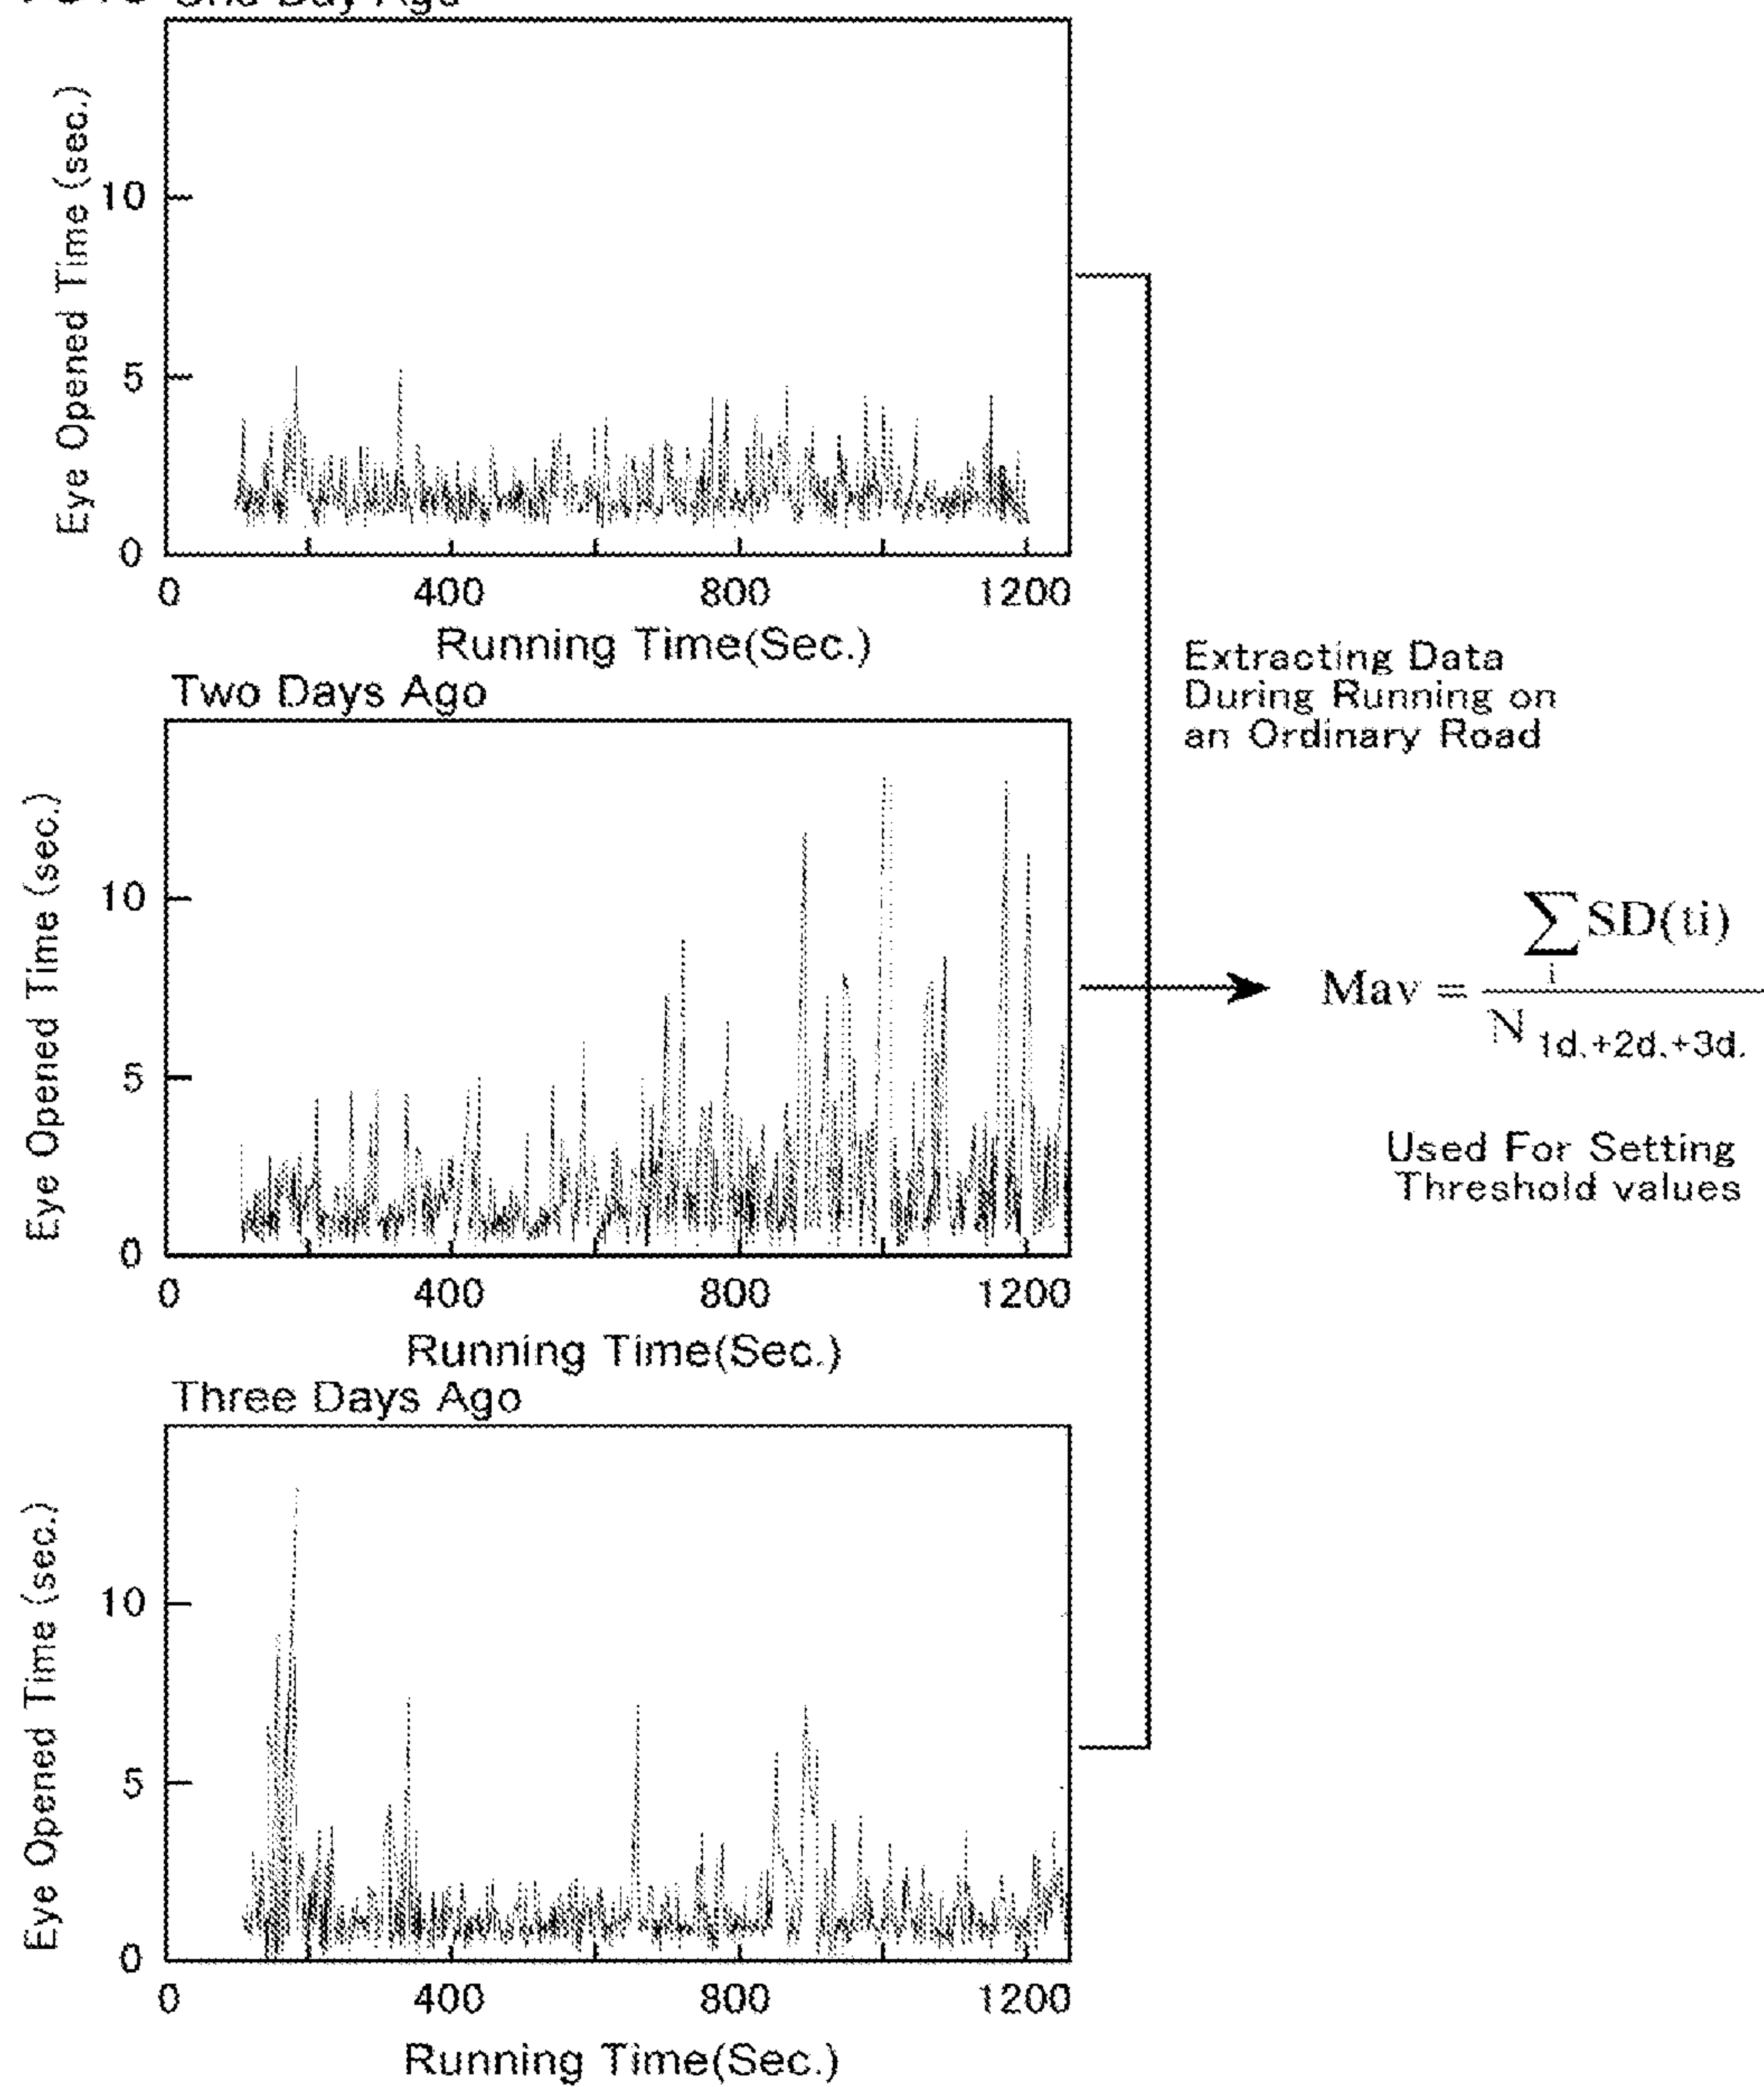 One Day Ago
Eye Opened Time (sec.)
10
5
0
0 400 800 1200
Running Time(Sec.)
Two Days Ago
Eye Opened Time (sec.)
10
5
0
0 400 800 1200
Running Time(Sec.)
Three Days Ago
Eye Opened Time (sec.)
10
5
0
0 400 800 1200
Running Time(Sec.)
Extracting Data
During Running on
an Ordinary Road
Mav = ∑i SD(ti) / N 1d.+2d.+3d.
Used For Setting
Threshold values